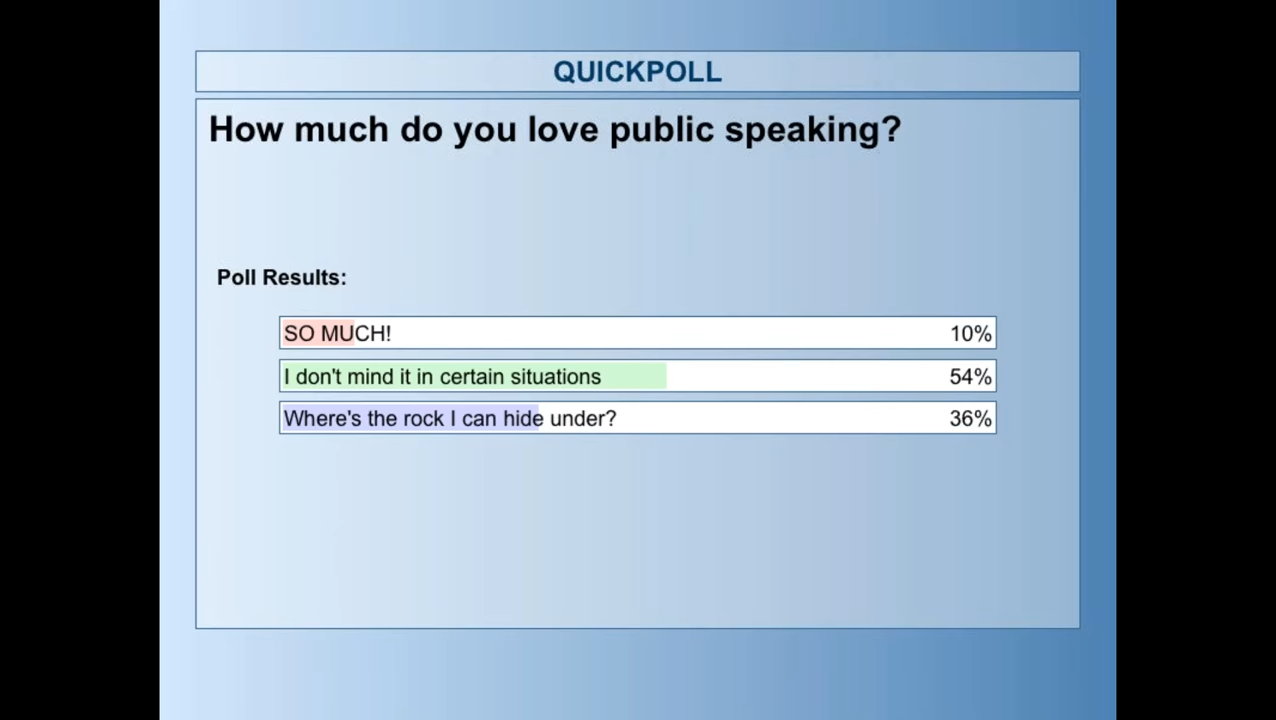 QUICKPOLL
How much do you love public speaking?
Poll Results:
SO MUCH! 10%
I don't mind it in certain situations 54%
Where's the rock I can hide under? 36%